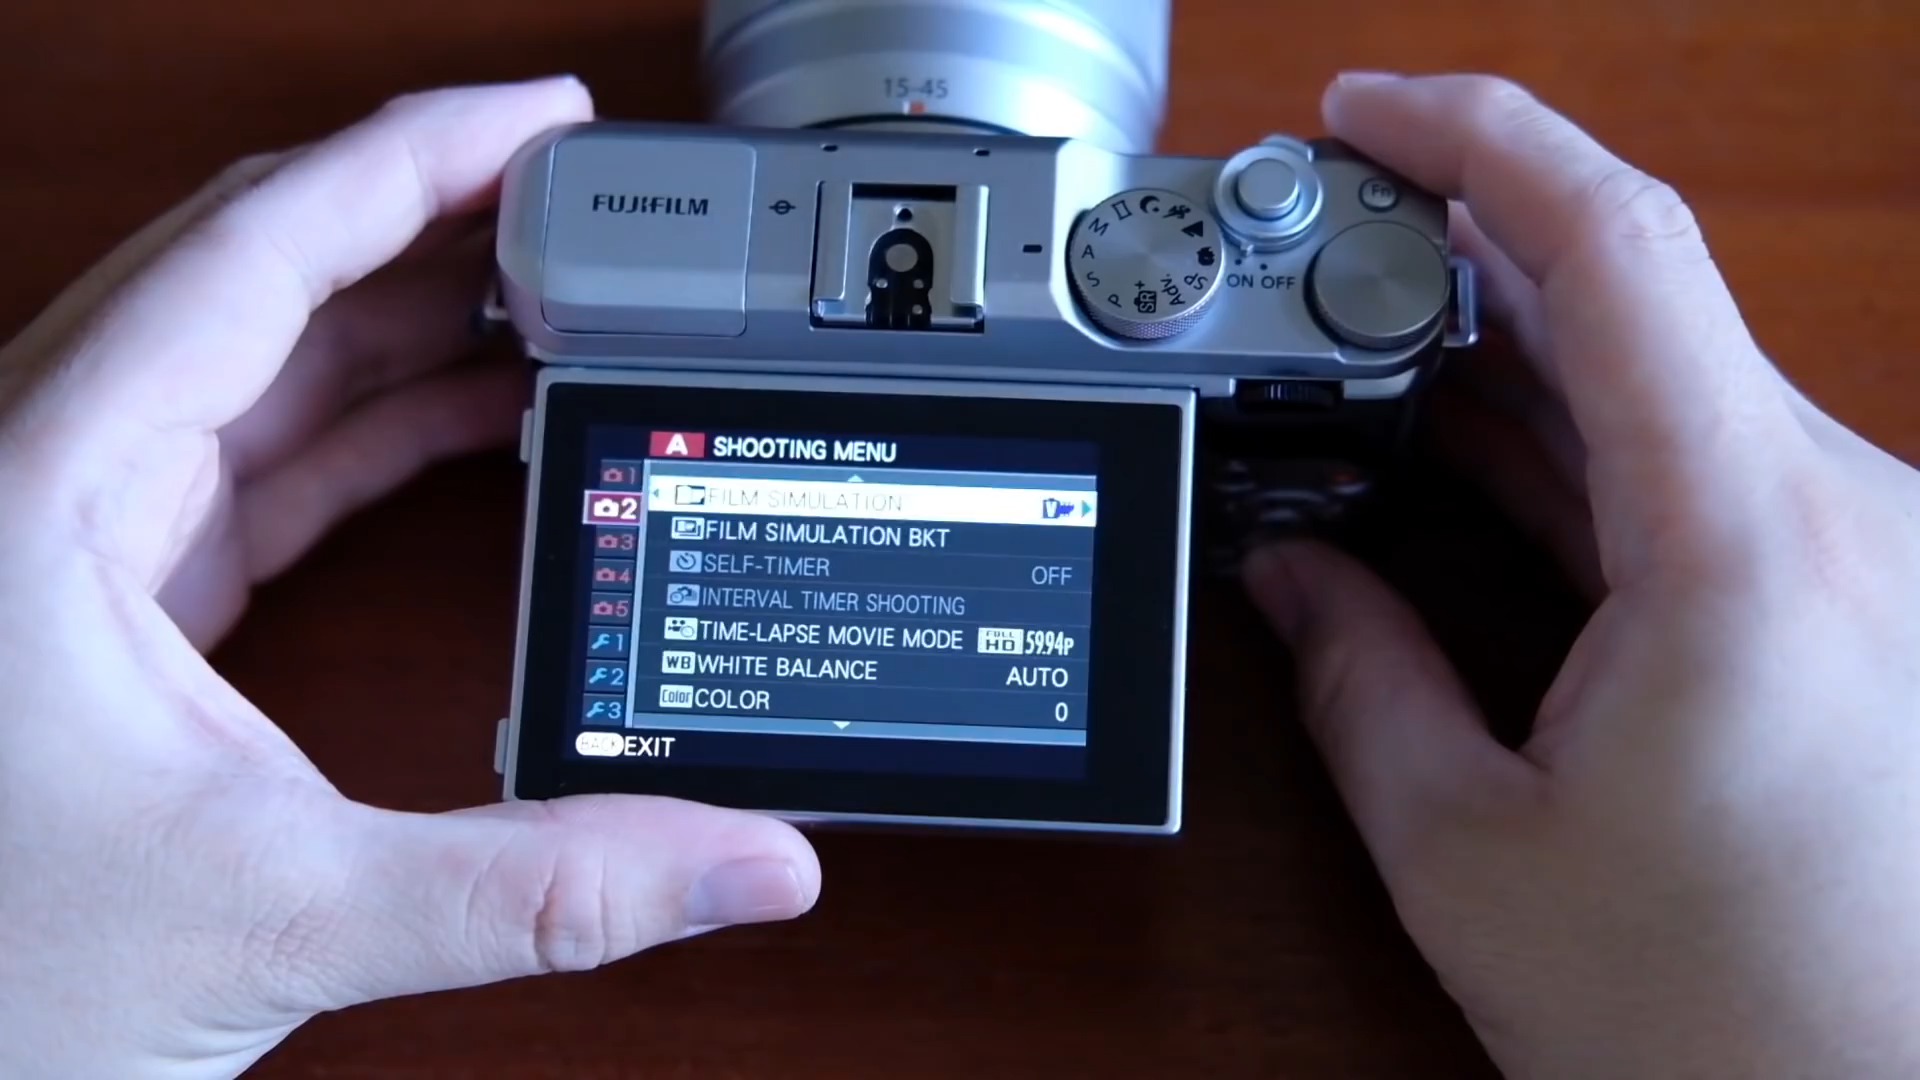 15-45
FUJIFILM
Fn
M
A
S
P
SR+
Adv.
SP
ON OFF
A SHOOTING MENU
1
2
3
4
5
1
2
3
FILM SIMULATION V
FILM SIMULATION BKT
SELF-TIMER OFF
INTERVAL TIMER SHOOTING
TIME-LAPSE MOVIE MODE FULL HD 59.94P
WB WHITE BALANCE AUTO
Color COLOR 0
BACK EXIT